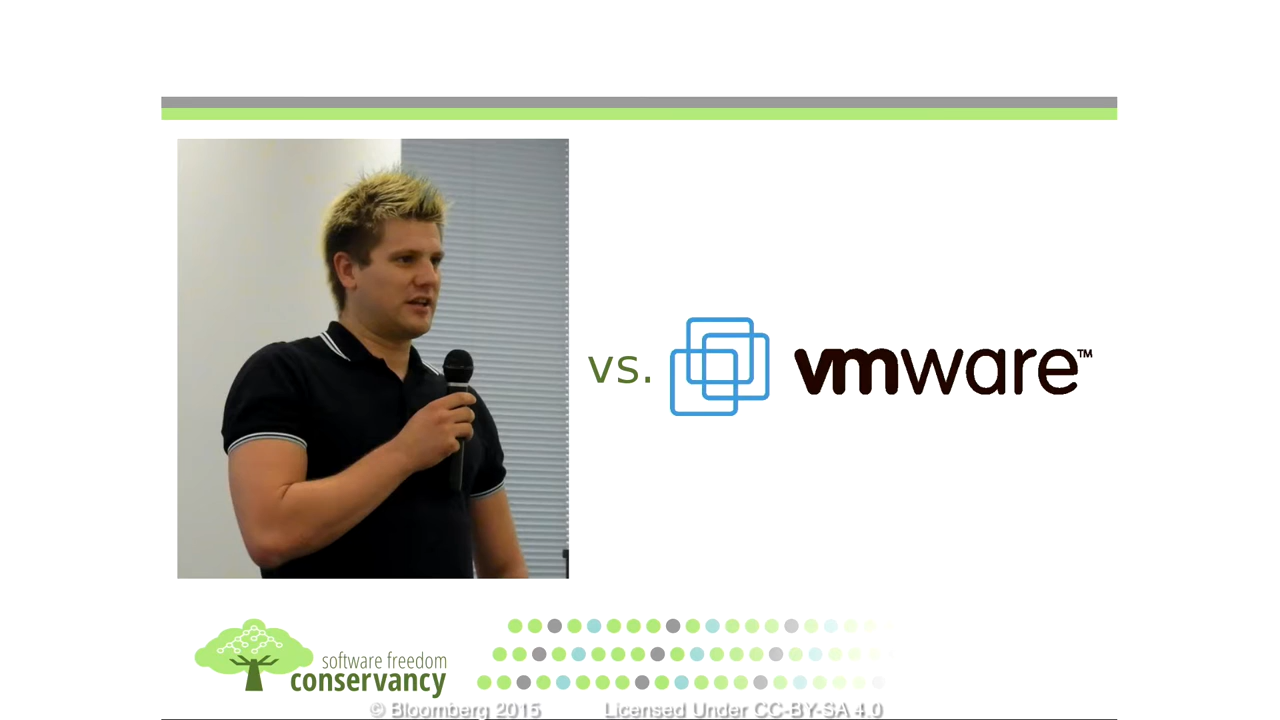 vs.
vmware™
software freedom
conservancy
© Bloomberg 2015 Licensed Under CC-BY-SA 4.0